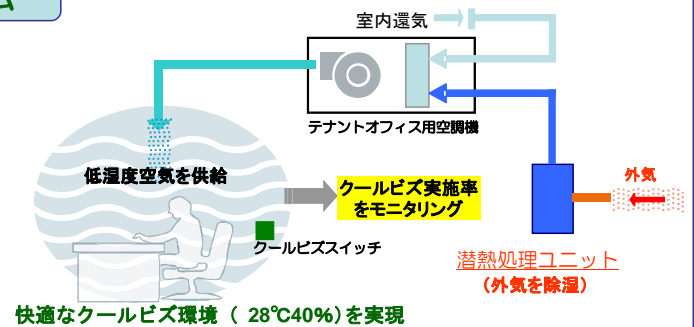 室内還気
テナントオフィス用空調機
低湿度空気を供給
クールビズ実施率
をモニタリング
外気
クールビズスイッチ
潜熱処理ユニット
(外気を除湿)
快適なクールビズ環境( 28℃40%)を実現